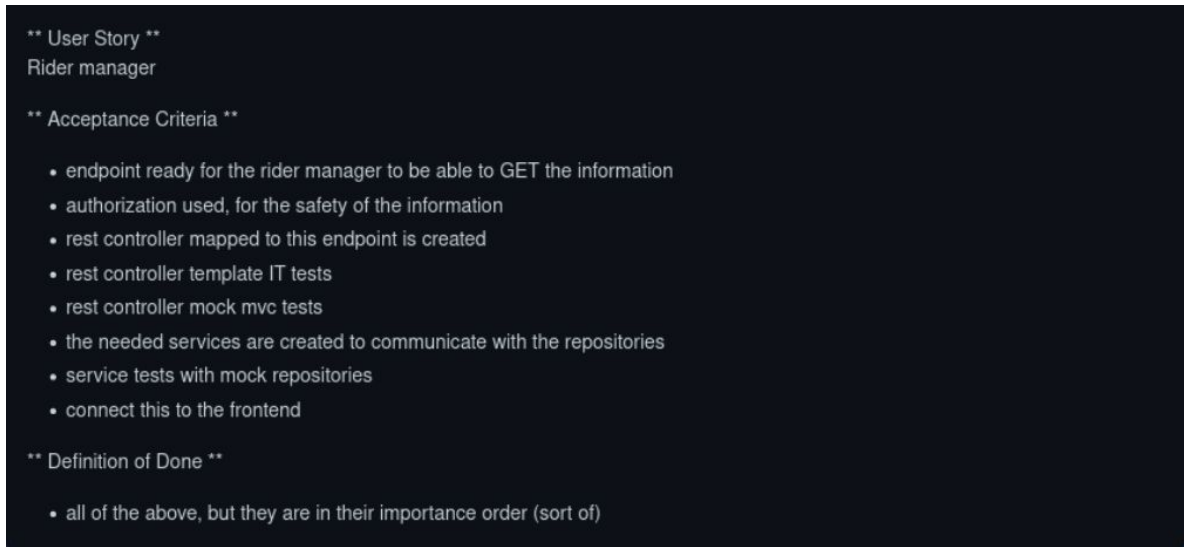 ** User Story **
Rider manager
** Acceptance Criteria **
• endpoint ready for the rider manager to be able to GET the information
• authorization used, for the safety of the information
• rest controller mapped to this endpoint is created
• rest controller template IT tests
• rest controller mock mvc tests
• the needed services are created to communicate with the repositories
• service tests with mock repositories
• connect this to the frontend
** Definition of Done **
• all of the above, but they are in their importance order (sort of)